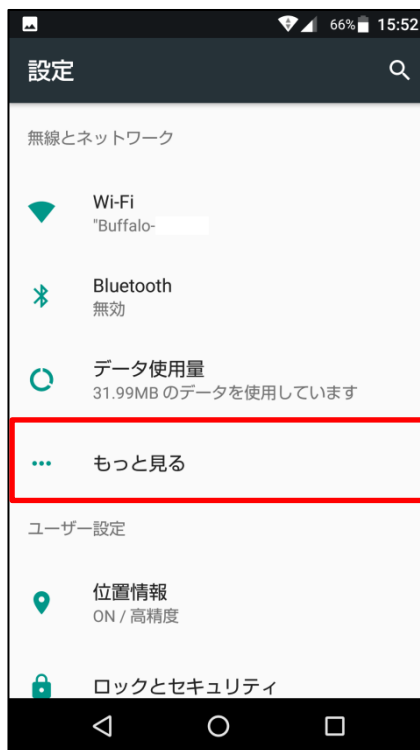 66% 15:52
設定
無線とネットワーク
Wi-Fi
"Buffalo-
Bluetooth
無効
データ使用量
31.99MB のデータを使用しています
もっと見る
ユーザー設定
位置情報
ON / 高精度
ロックとセキュリティ